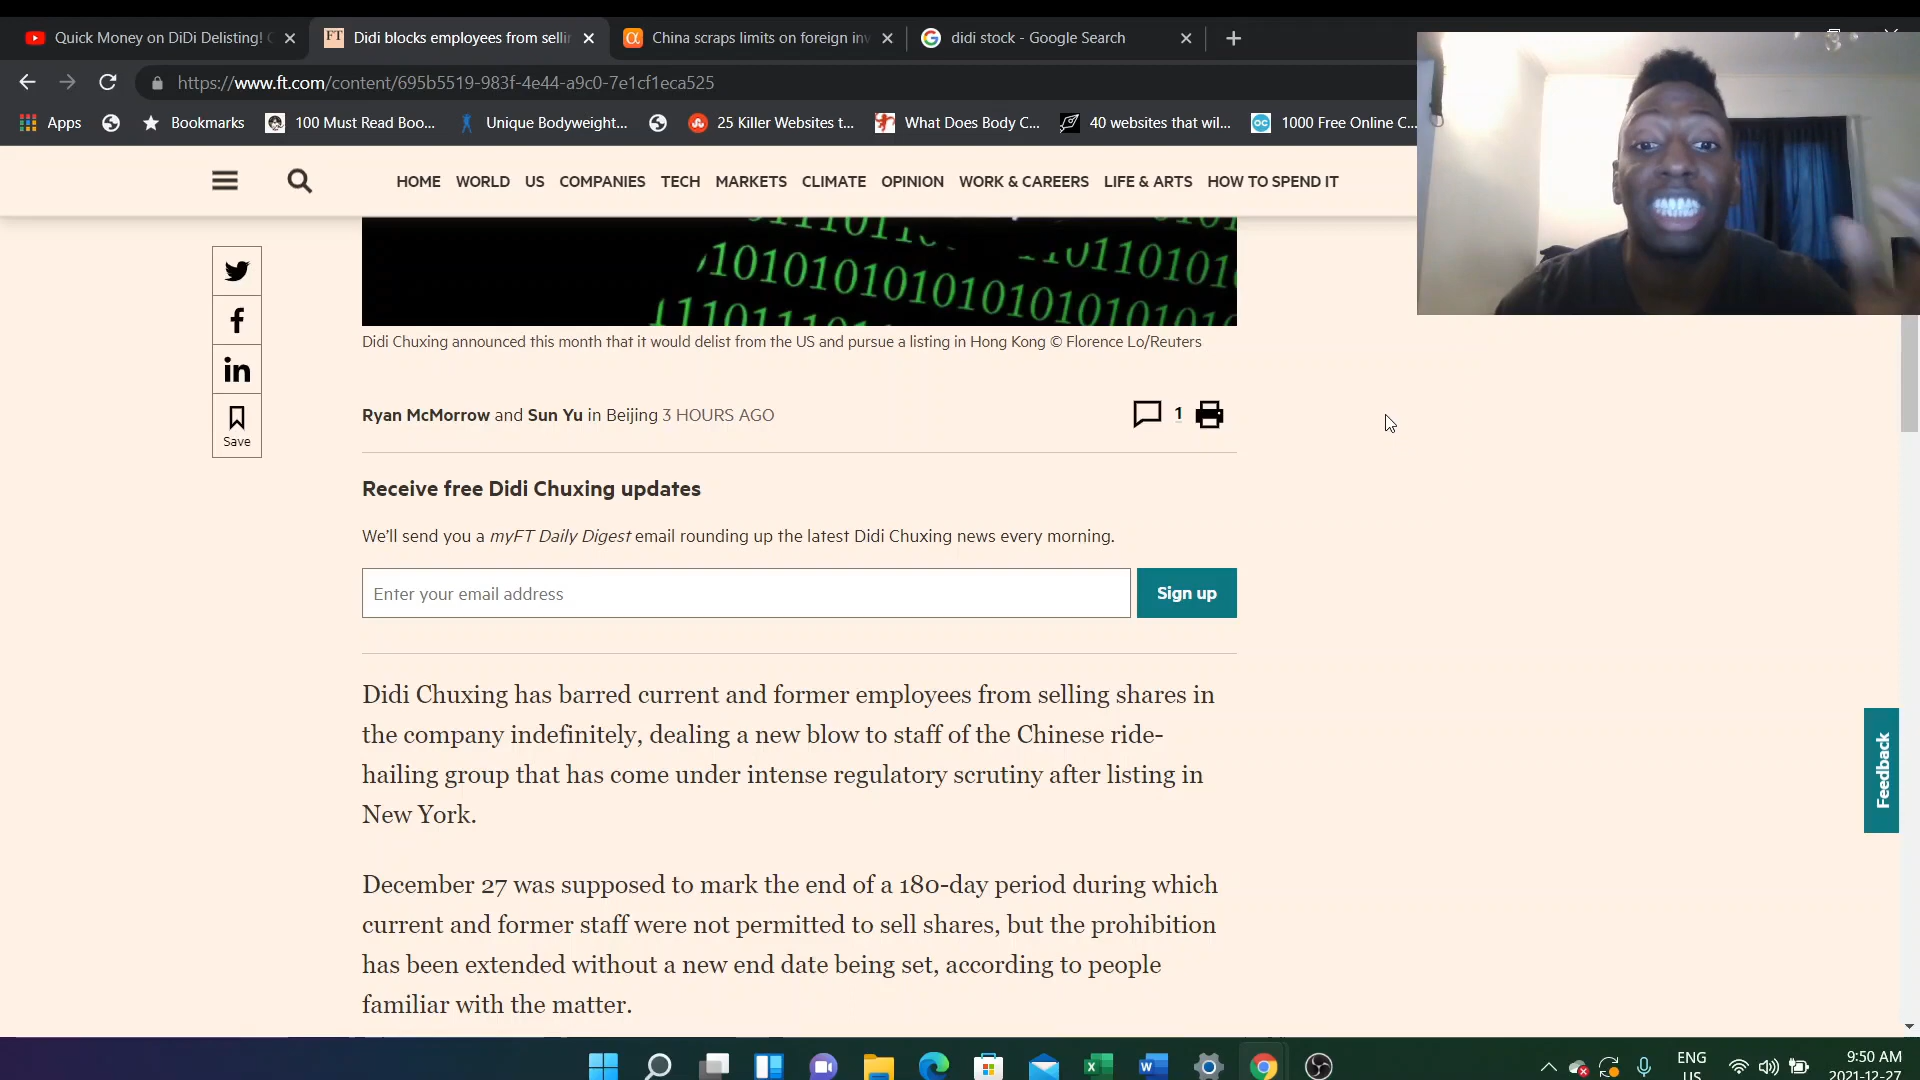 Quick Money on DiDi Delisting!
Didi blocks employees from selli
China scraps limits on foreign inv
didi stock - Google Search
https://www.ft.com/content/695b5519-983f-4e44-a9c0-7e1cf1eca525
Apps
Bookmarks
100 Must Read Boo...
Unique Bodyweight...
25 Killer Websites t...
What Does Body C...
40 websites that wil...
1000 Free Online C...
HOME WORLD US COMPANIES TECH MARKETS CLIMATE OPINION WORK & CAREERS LIFE & ARTS HOW TO SPEND IT
Save
Didi Chuxing announced this month that it would delist from the US and pursue a listing in Hong Kong © Florence Lo/Reuters
Ryan McMorrow and Sun Yu in Beijing 3 HOURS AGO
1
Receive free Didi Chuxing updates
We'll send you a myFT Daily Digest email rounding up the latest Didi Chuxing news every morning.
Enter your email address
Sign up
Didi Chuxing has barred current and former employees from selling shares in
the company indefinitely, dealing a new blow to staff of the Chinese ride-
hailing group that has come under intense regulatory scrutiny after listing in
New York.
December 27 was supposed to mark the end of a 180-day period during which
current and former staff were not permitted to sell shares, but the prohibition
has been extended without a new end date being set, according to people
familiar with the matter.
Feedback
ENG
US
9:50 AM
2021-12-27